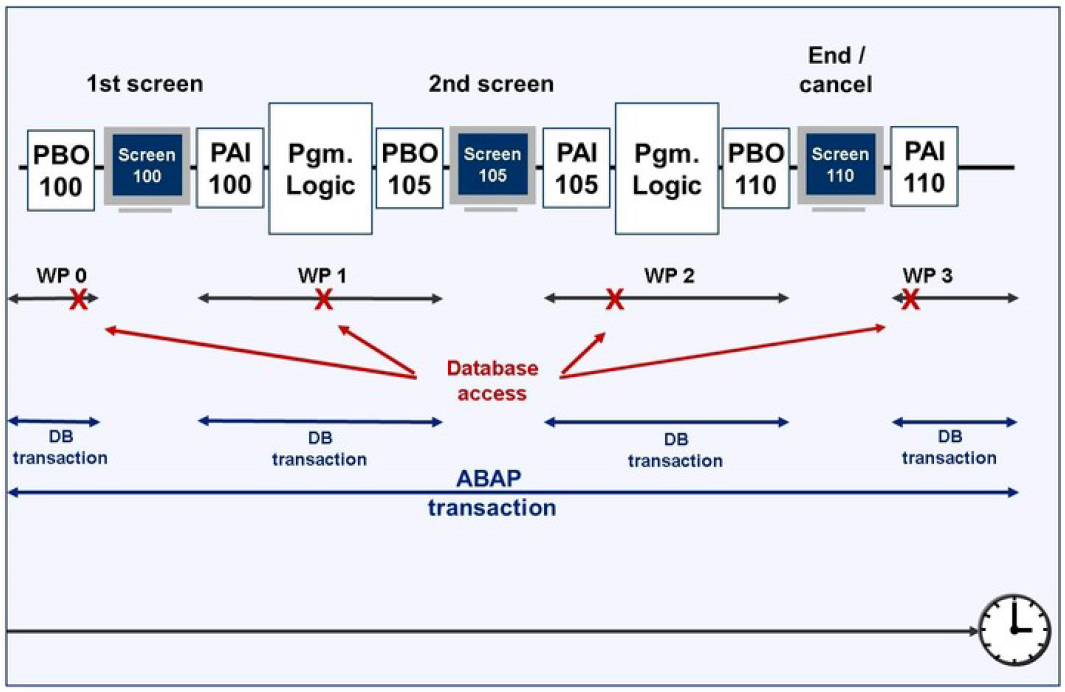 End /
cancel
1st screen
2nd screen
PBO
100
Screen
100
PAI
100
Pgm.
Logic
PBO
105
Screen
105
PAI
105
Pgm.
Logic
PBO
110
Screen
110
PAI
110
WP 0
WP 1
WP 2
WP 3
X
X
X
X
Database
access
DB
transaction
DB
transaction
DB
transaction
DB
transaction
ABAP
transaction